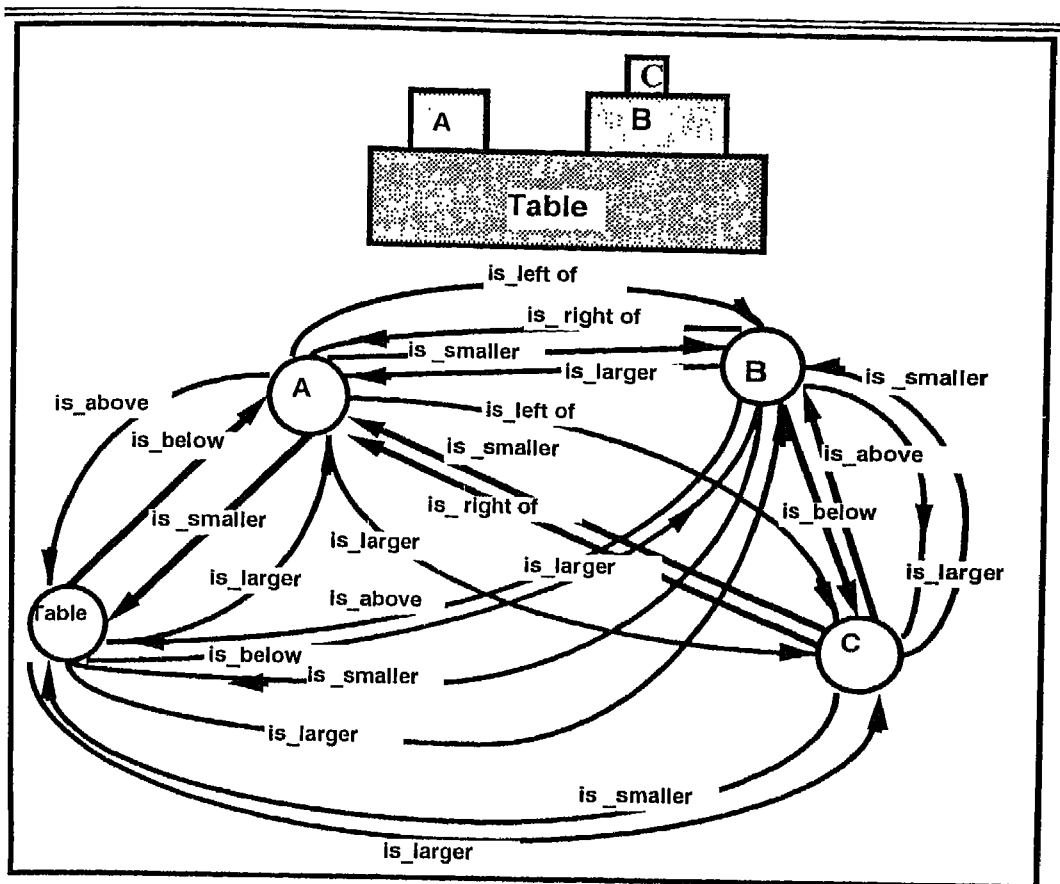 C
A
B
Table
is_left of
is_ right of
is _smaller
is_larger
A
B
is _smaller
is_above
is_left of
is_below
is _smaller
is_above
is_ right of
is_below
is _smaller
is_larger
is_larger
is_larger
is_larger
Table
is_above
C
is_below
is _smaller
is_larger
is _smaller
is_larger